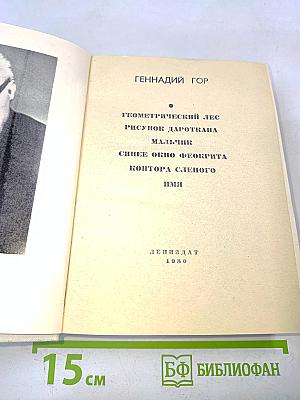 ГЕННАДИЙ ГОР
ГЕОМЕТРИЧЕСКИЙ ЛЕС
РИСУНОК ДАРОТКАНА
МАЛЬЧИК
СИНЕЕ ОКНО ФЕОКРИТА
КОНТОРА СЛЕПОГО
ИМЯ
ЛЕНИЗДАТ
1980
15 см
БФ БИБЛИОФАН